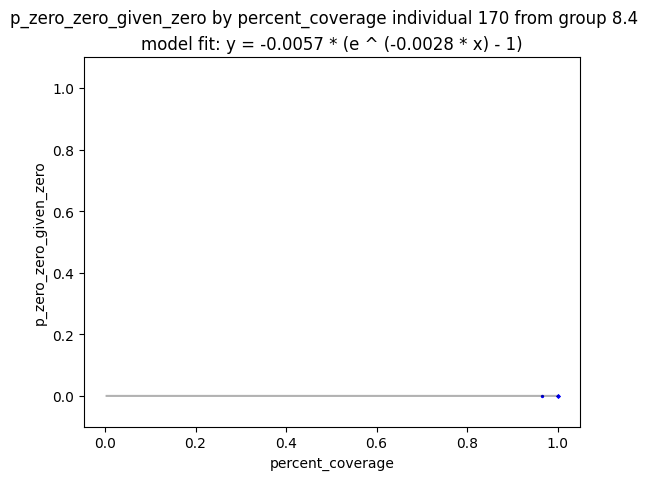 p_zero_zero_given_zero by percent_coverage individual 170 from group 8.4
model fit: y = -0.0057 * (e ^ (-0.0028 * x) - 1)
1.0
0.8
0.6
0.4
0.2
0.0
p_zero_zero_given_zero
0.0 0.2 0.4 0.6 0.8 1.0
percent_coverage